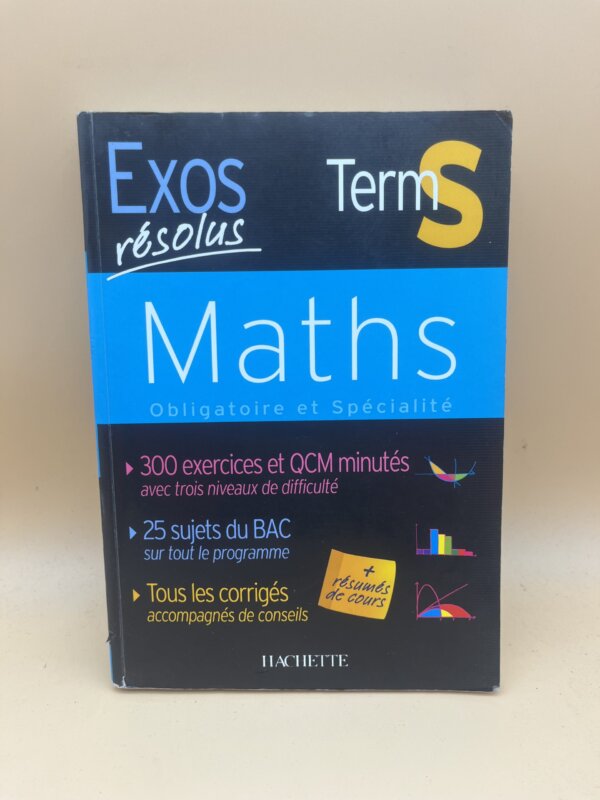 Exos
résolus
Term S
Maths
Obligatoire et Spécialité
300 exercices et QCM minutés
avec trois niveaux de difficulté
25 sujets du BAC
sur tout le programme
Tous les corrigés
accompagnés de conseils
+
résumés
de cours
HACHETTE